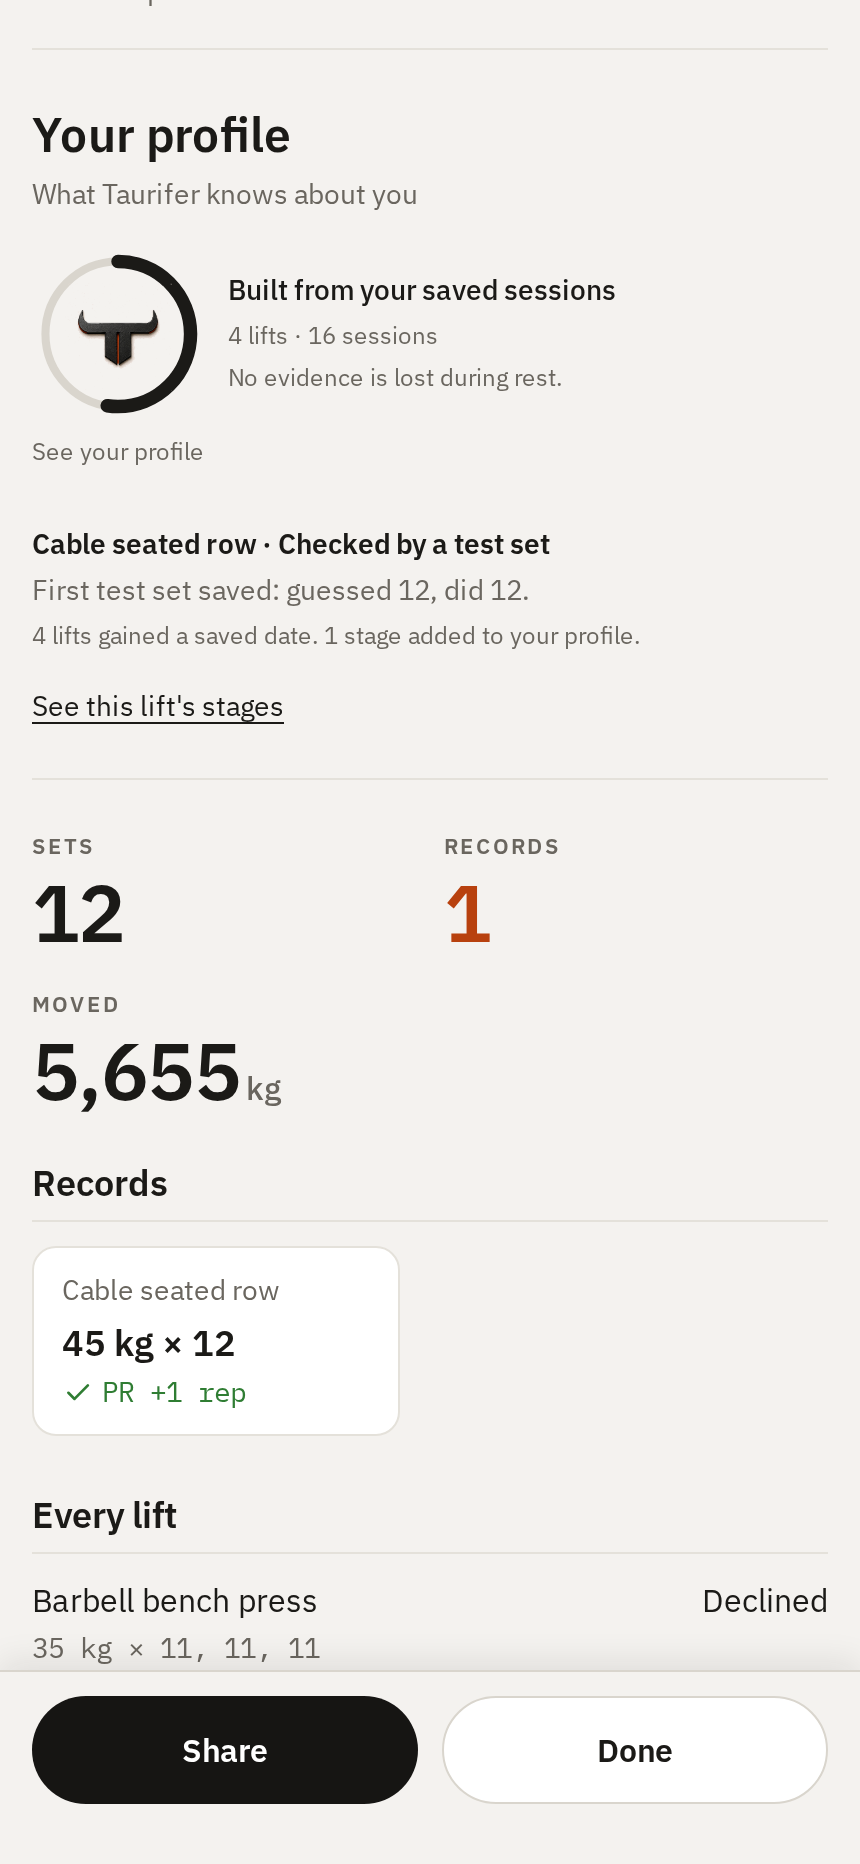 Your profile
What Taurifer knows about you
Built from your saved sessions
4 lifts · 16 sessions
No evidence is lost during rest.
See your profile
Cable seated row · Checked by a test set
First test set saved: guessed 12, did 12.
4 lifts gained a saved date. 1 stage added to your profile.
See this lift's stages
SETS
12
RECORDS
1
MOVED
5,655 kg
Records
Cable seated row
45 kg × 12
✓ PR +1 rep
Every lift
Barbell bench press
Declined
35 kg × 11, 11, 11
Share
Done